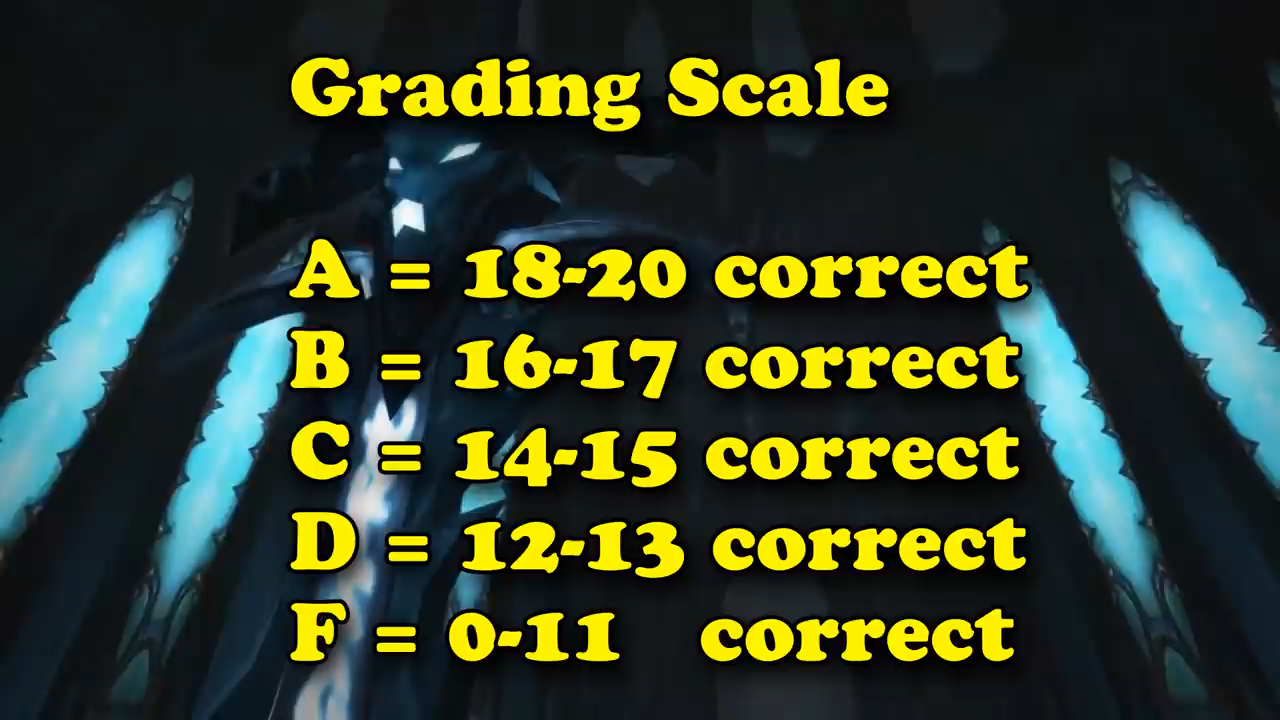 Grading Scale
A = 18-20 correct
B = 16-17 correct
C = 14-15 correct
D = 12-13 correct
F = 0-11 correct